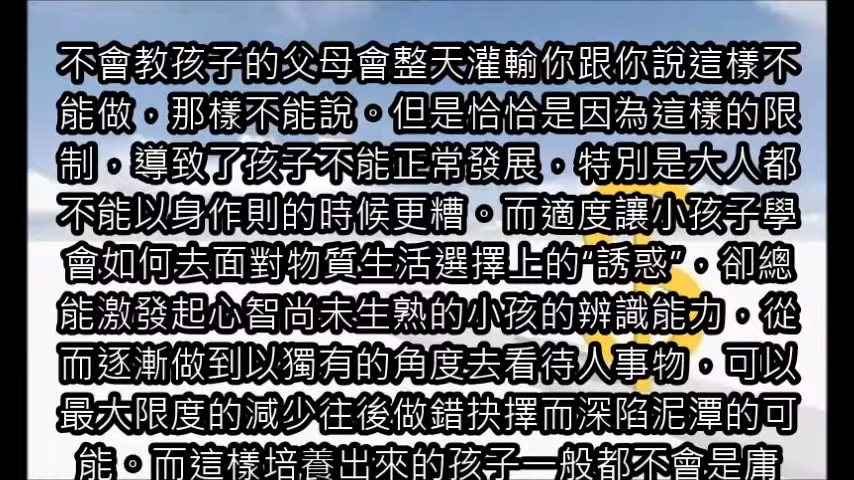 不會教孩子的父母會整天灌輸你跟你說這樣不
能做，那樣不能說。但是恰恰是因為這樣的限
制，導致了孩子不能正常發展，特別是大人都
不能以身作則的時候更糟。而適度讓小孩子學
會如何去面對物質生活選擇上的“誘惑”，卻總
能激發起心智尚未生熟的小孩的辨識能力，從
而逐漸做到以獨有的角度去看待人事物，可以
最大限度的減少往後做錯抉擇而深陷泥潭的可
能。而這樣培養出來的孩子一般都不會是庸